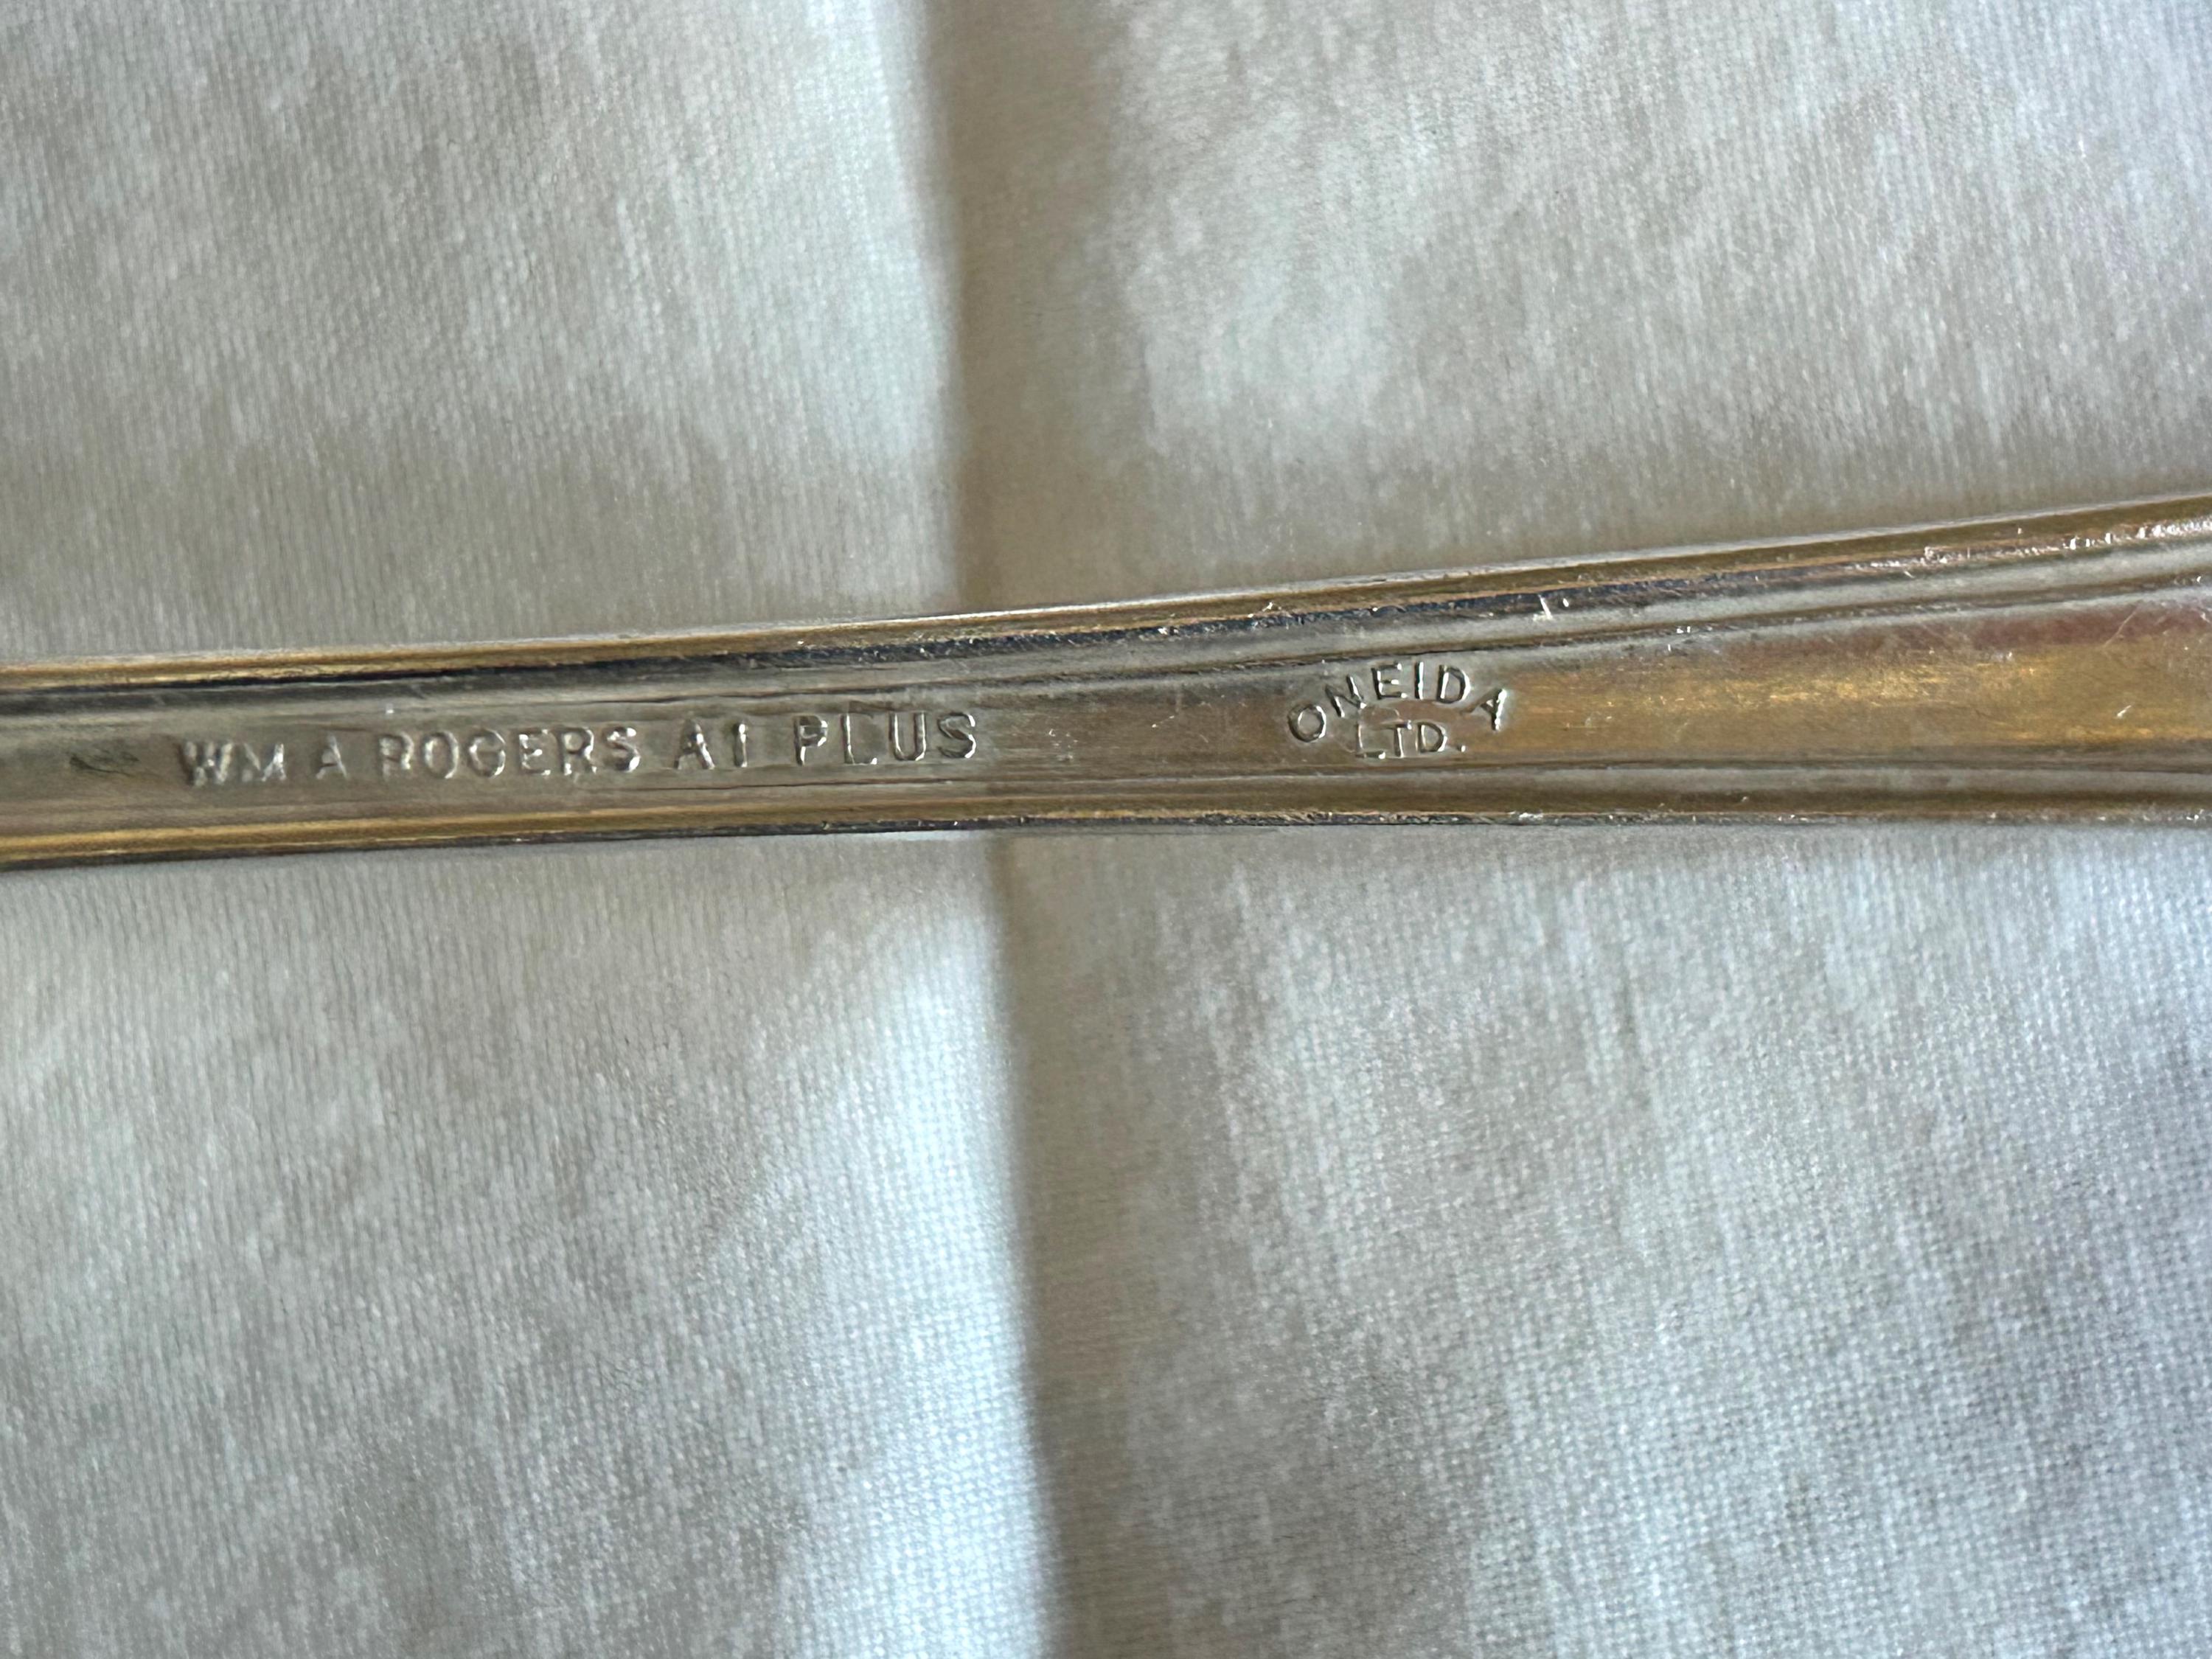 WM A ROGERS A1 PLUS
ONEIDA
LTD.